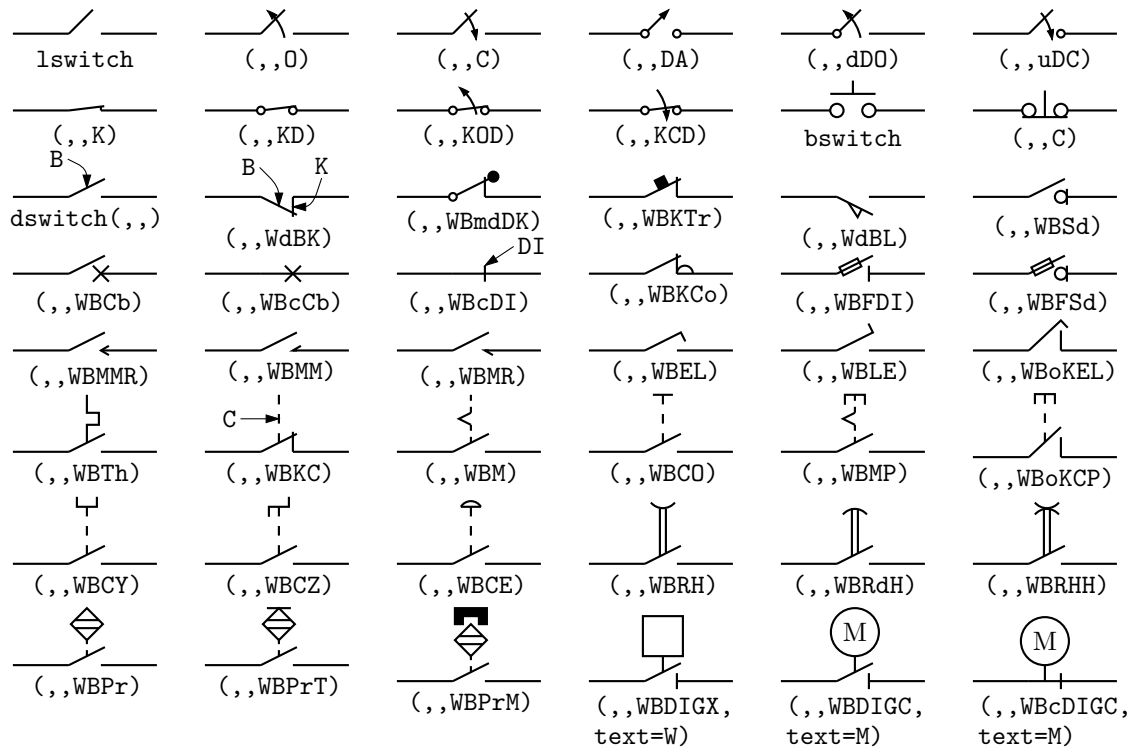 lswitch
(,,O)
(,,C)
(,,DA)
(,,dDO)
(,,uDC)
(,,K)
(,,KD)
(,,KOD)
(,,KCD)
bswitch
(,,C)
B
dswitch(,,)
B
K
(,,WdBK)
(,,WBmdDK)
(,,WBKTr)
(,,WdBL)
(,,WBSd)
(,,WBCb)
(,,WBcCb)
DI
(,,WBcDI)
(,,WBKCo)
(,,WBFDI)
(,,WBFSd)
(,,WBMMR)
(,,WBMM)
(,,WBMR)
(,,WBEL)
(,,WBLE)
(,,WBoKEL)
(,,WBTh)
C
(,,WBKC)
(,,WBM)
(,,WBCO)
(,,WBMP)
(,,WBoKCP)
(,,WBCY)
(,,WBCZ)
(,,WBCE)
(,,WBRH)
(,,WBRdH)
(,,WBRHH)
(,,WBPr)
(,,WBPrT)
(,,WBPrM)
(,,WBDIGX,
text=W)
M
(,,WBDIGC,
text=M)
M
(,,WBcDIGC,
text=M)